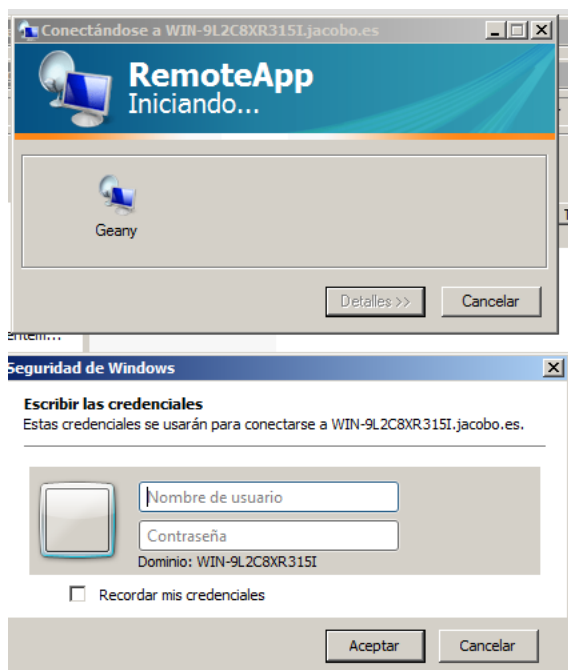 Conectándose a WIN-9L2C8XR315I.jacobo.es
RemoteApp
Iniciando...
Geany
Detalles >>
Cancelar
Seguridad de Windows
Escribir las credenciales
Estas credenciales se usarán para conectarse a WIN-9L2C8XR315I.jacobo.es.
Nombre de usuario
Contraseña
Dominio: WIN-9L2C8XR315I
Recordar mis credenciales
Aceptar
Cancelar